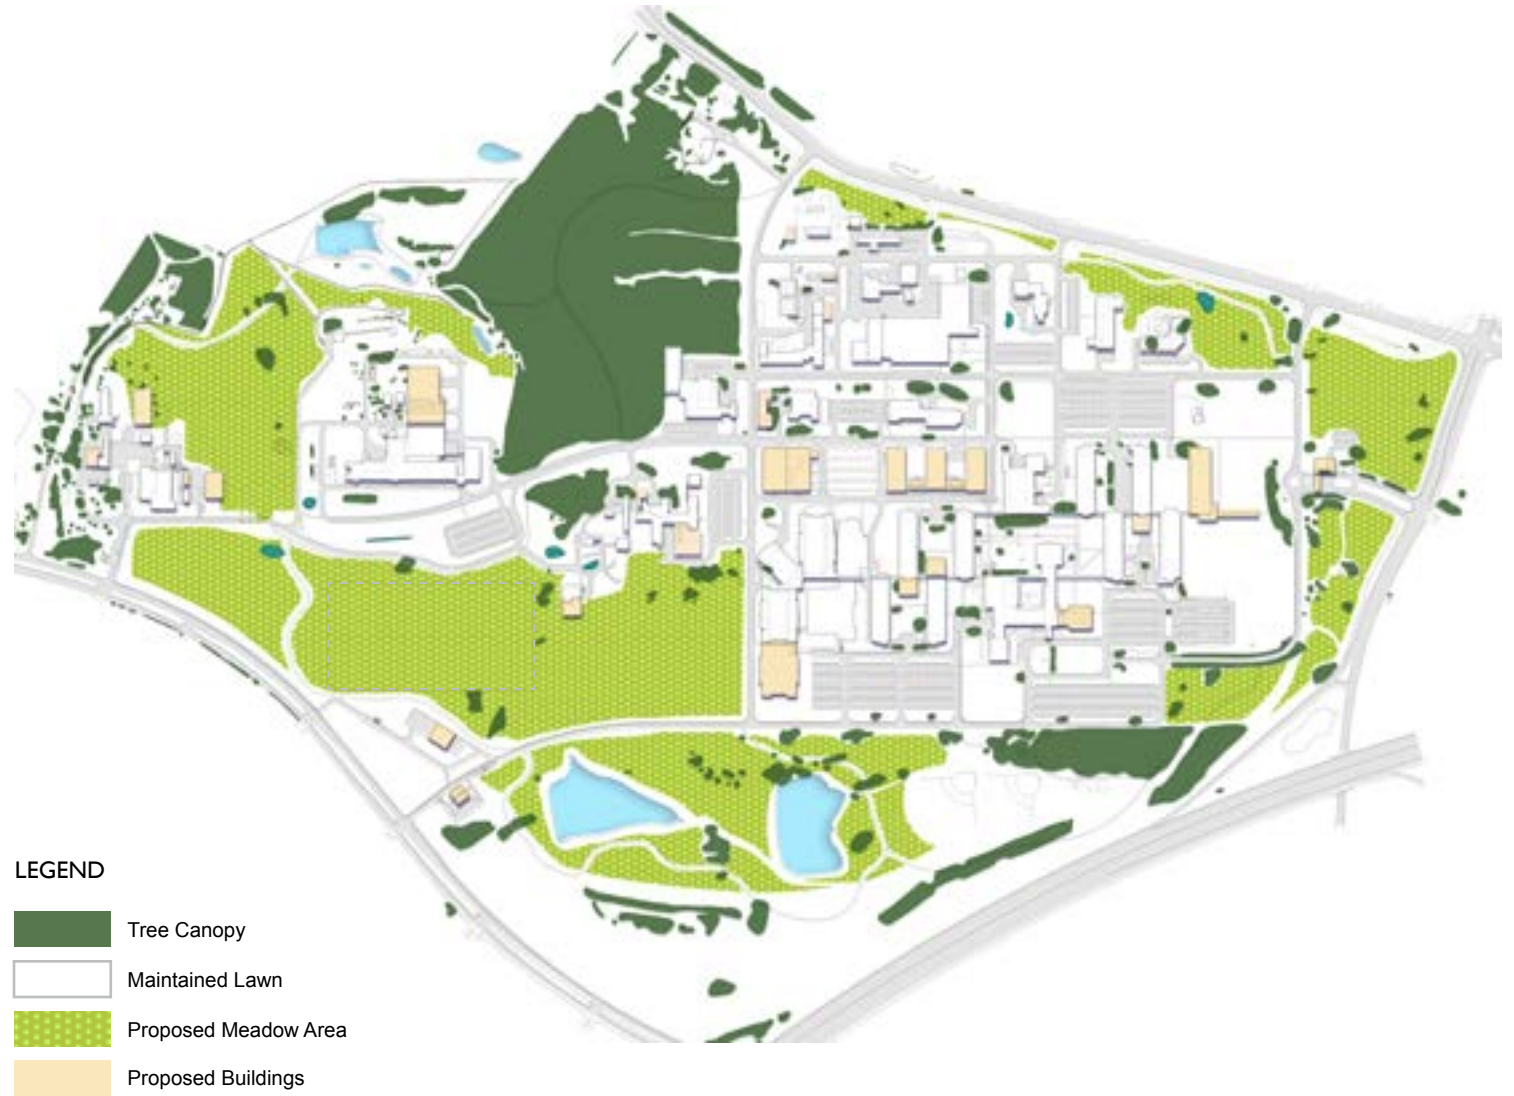 LEGEND
Tree Canopy
Maintained Lawn
Proposed Meadow Area
Proposed Buildings